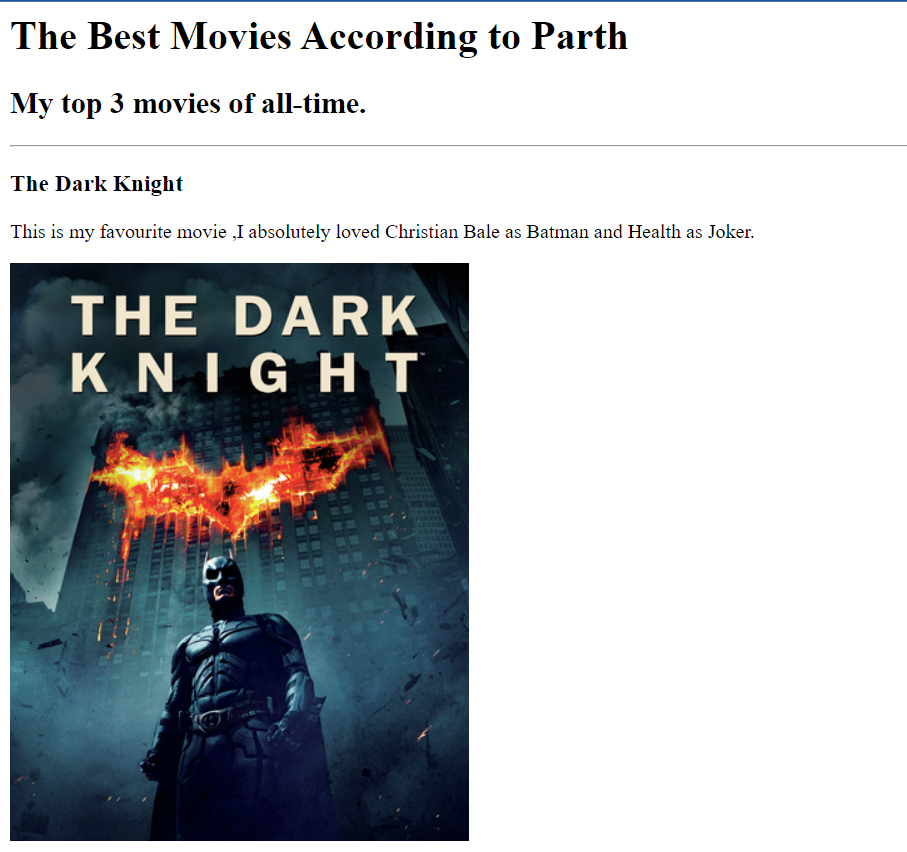 The Best Movies According to Parth
My top 3 movies of all-time.
The Dark Knight
This is my favourite movie ,I absolutely loved Christian Bale as Batman and Health as Joker.
THE DARK
KNIGHT